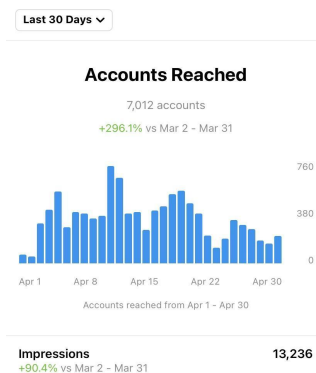 Last 30 Days
Accounts Reached
7,012 accounts
+296.1% vs Mar 2 - Mar 31
760
380
0
Apr 1 Apr 8 Apr 15 Apr 22 Apr 30
Accounts reached from Apr 1 - Apr 30
Impressions 13,236
+90.4% vs Mar 2 - Mar 31